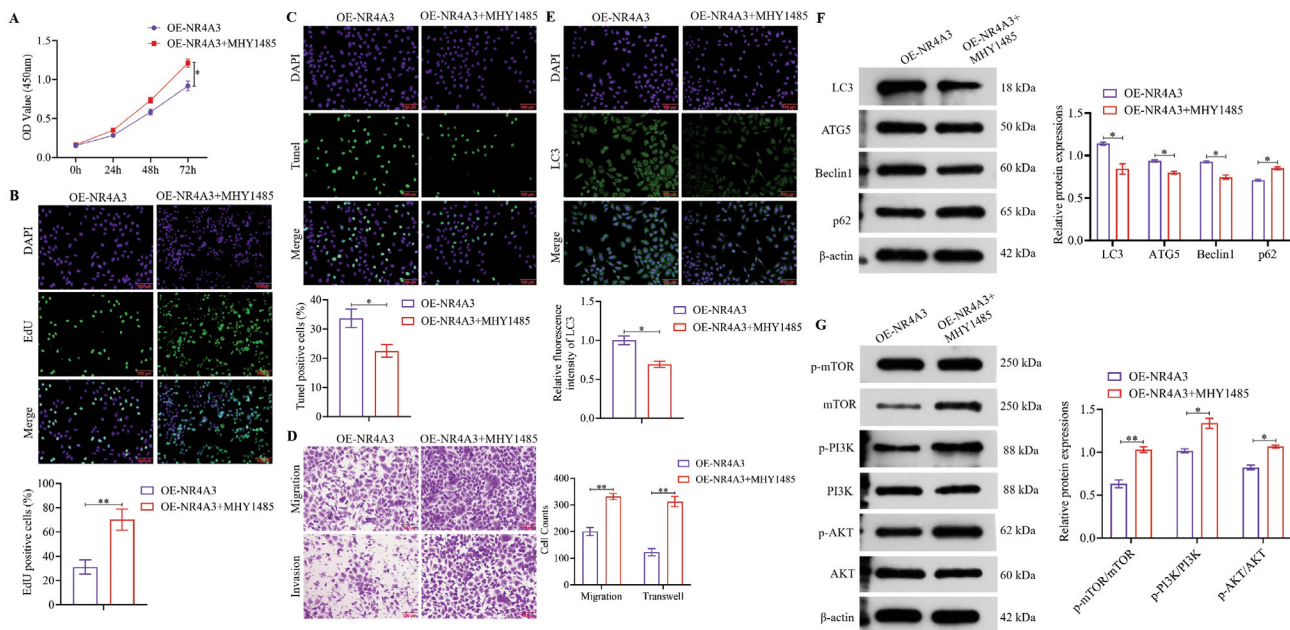 A
OE-NR4A3
OE-NR4A3+MHY1485
OD Value (450nm)
1.5
1.0
0.5
0.0
0h
24h
48h
72h
*
B
OE-NR4A3
OE-NR4A3+MHY1485
DAPI
EdU
Merge
EdU positive cells (%)
100
80
60
40
20
0
**
OE-NR4A3
OE-NR4A3+MHY1485
C
OE-NR4A3
OE-NR4A3+MHY1485
DAPI
Tunel
Merge
Tunel positive cells (%)
40
30
20
10
0
*
OE-NR4A3
OE-NR4A3+MHY1485
D
OE-NR4A3
OE-NR4A3+MHY1485
Migration
Invasion
Cell Counts
400
300
200
100
0
**
**
OE-NR4A3
OE-NR4A3+MHY1485
Migration
Transwell
E
OE-NR4A3
OE-NR4A3+MHY1485
DAPI
LC3
Merge
Relative fluorescence
intensity of LC3
1.5
1.0
0.5
0.0
*
OE-NR4A3
OE-NR4A3+MHY1485
F
OE-NR4A3
OE-NR4A3+
MHY1485
LC3
18 kDa
ATG5
50 kDa
Beclin1
60 kDa
p62
65 kDa
β-actin
42 kDa
OE-NR4A3
OE-NR4A3+MHY1485
Relative protein expressions
1.5
1.0
0.5
0.0
*
*
*
*
LC3
ATG5
Beclin1
p62
G
OE-NR4A3
OE-NR4A3+
MHY1485
p-mTOR
250 kDa
mTOR
250 kDa
p-PI3K
88 kDa
PI3K
88 kDa
p-AKT
62 kDa
AKT
60 kDa
β-actin
42 kDa
OE-NR4A3
OE-NR4A3+MHY1485
Relative protein expressions
1.5
1.0
0.5
0.0
**
*
*
p-mTOR/mTOR
p-PI3K/PI3K
p-AKT/AKT